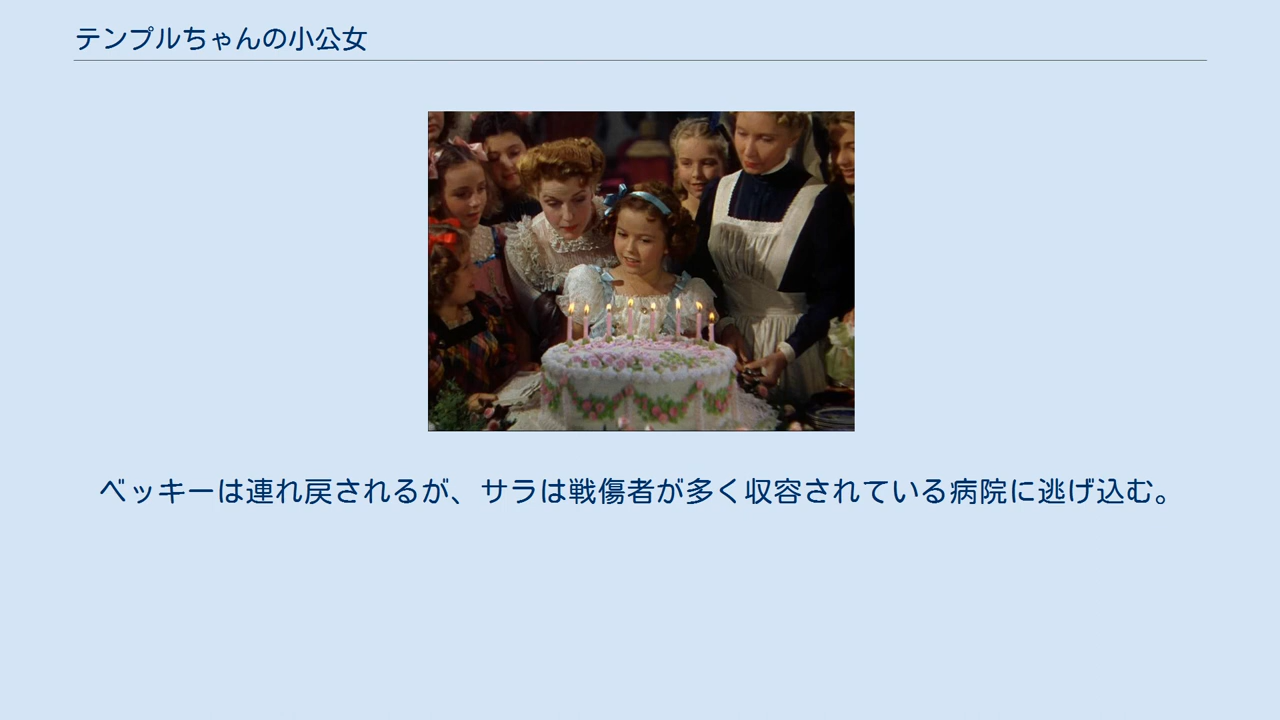 テンプルちゃんの小公女
ベッキーは連れ戻されるが、サラは戦傷者が多く収容されている病院に逃げ込む。